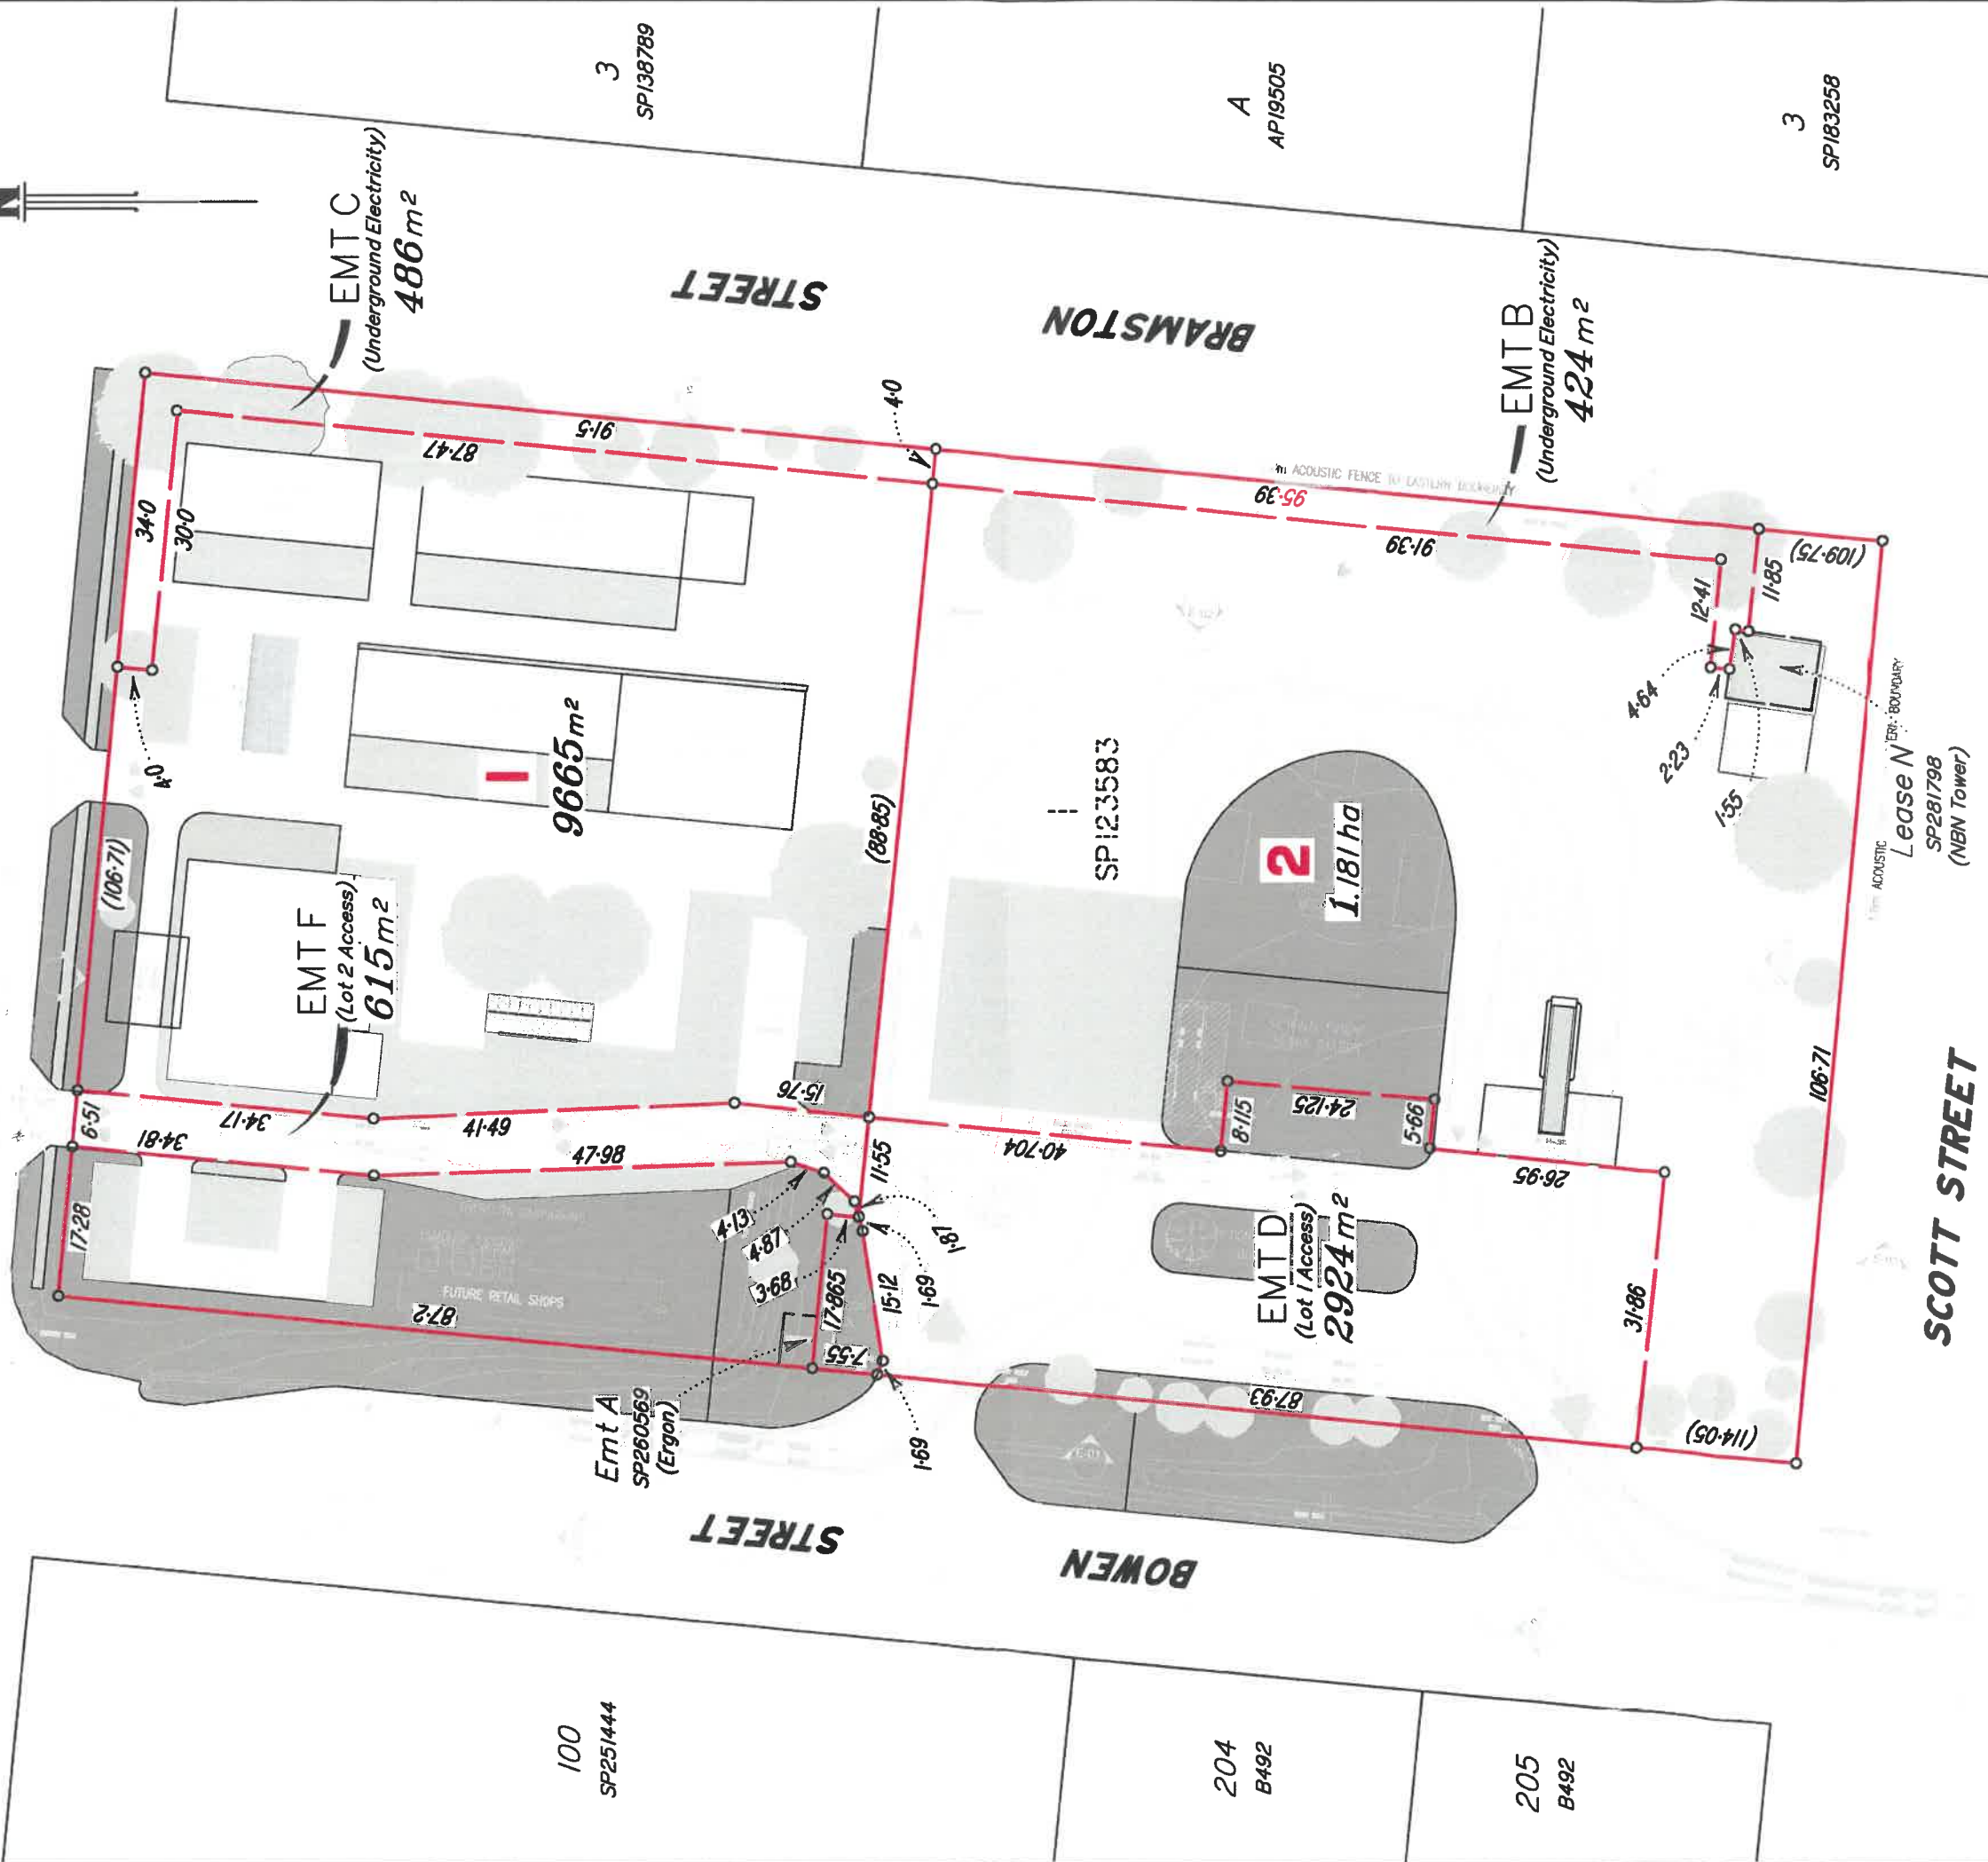 N
3
SP138789
A
AP19505
3
SP183258
EMT C
(Underground Electricity)
486m²
BRAMSTON STREET
EMT B
(Underground Electricity)
424m²
34·0
30·0
87·47
91·5
4·0
4·0
(106·71)
1
9665m²
EMT F
(Lot 2 Access)
615m²
6·51
34·17
34·81
41·49
47·98
15·76
17·28
87·2
FUTURE RETAIL SHOPS
(88·85)
95·39
ACOUSTIC FENCE TO EASTERN BOUNDARY
91·39
12·41
11·85
(109·75)
4·64
2·23
1·55
SP123583
2
1.181ha
8·115
24·125
5·66
40·704
26·95
11·55
4·13
4·87
3·68
17·865
7·55
15·12
1·69
1·87
1·69
Emt A
SP260569
(Ergon)
EMT D
(Lot 1 Access)
2924m²
87·93
31·86
(114·05)
106·71
ACOUSTIC
BOUNDARY
Lease N
SP281798
(NBN Tower)
SCOTT STREET
BOWEN STREET
100
SP251444
204
B492
205
B492